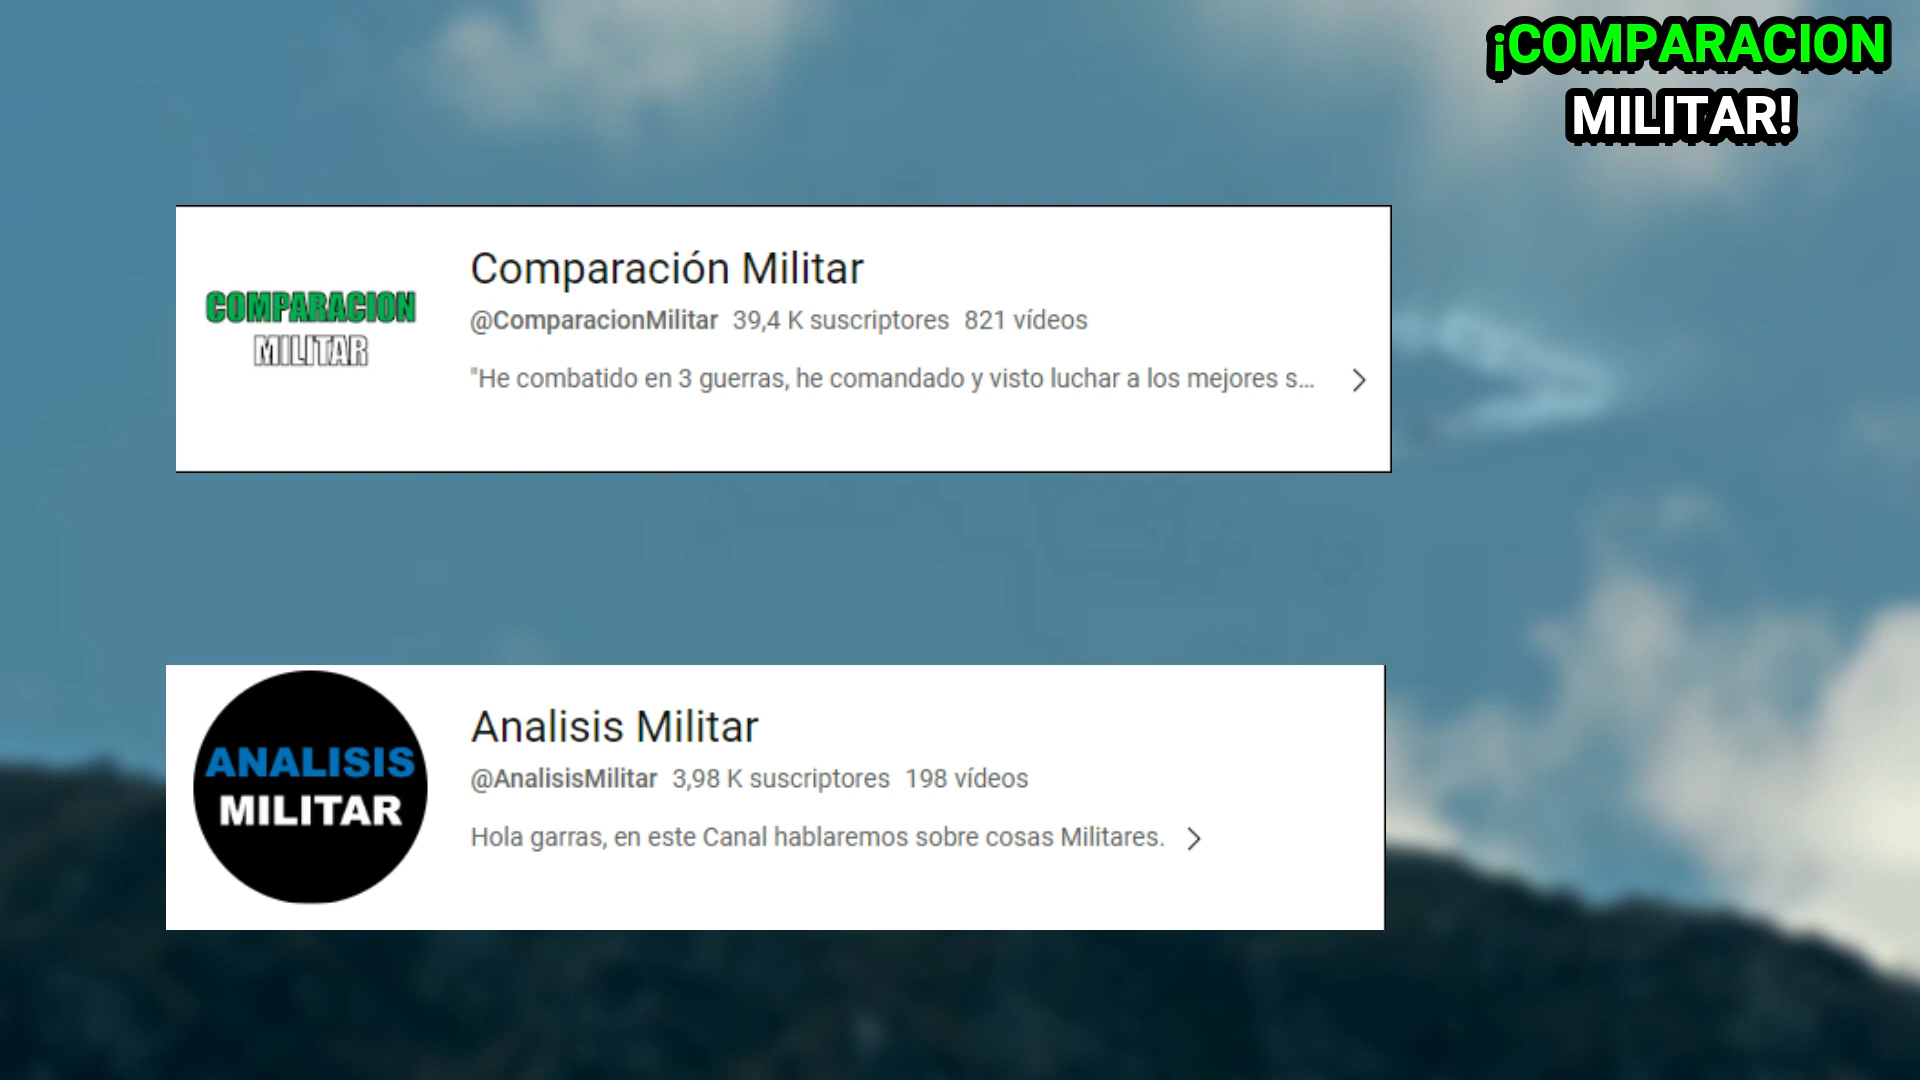 ¡COMPARACION
MILITAR!
COMPARACION
MILITAR
Comparación Militar
@ComparacionMilitar 39,4 K suscriptores 821 vídeos
"He combatido en 3 guerras, he comandado y visto luchar a los mejores s...
ANALISIS
MILITAR
Analisis Militar
@AnalisisMilitar 3,98 K suscriptores 198 vídeos
Hola garras, en este Canal hablaremos sobre cosas Militares.